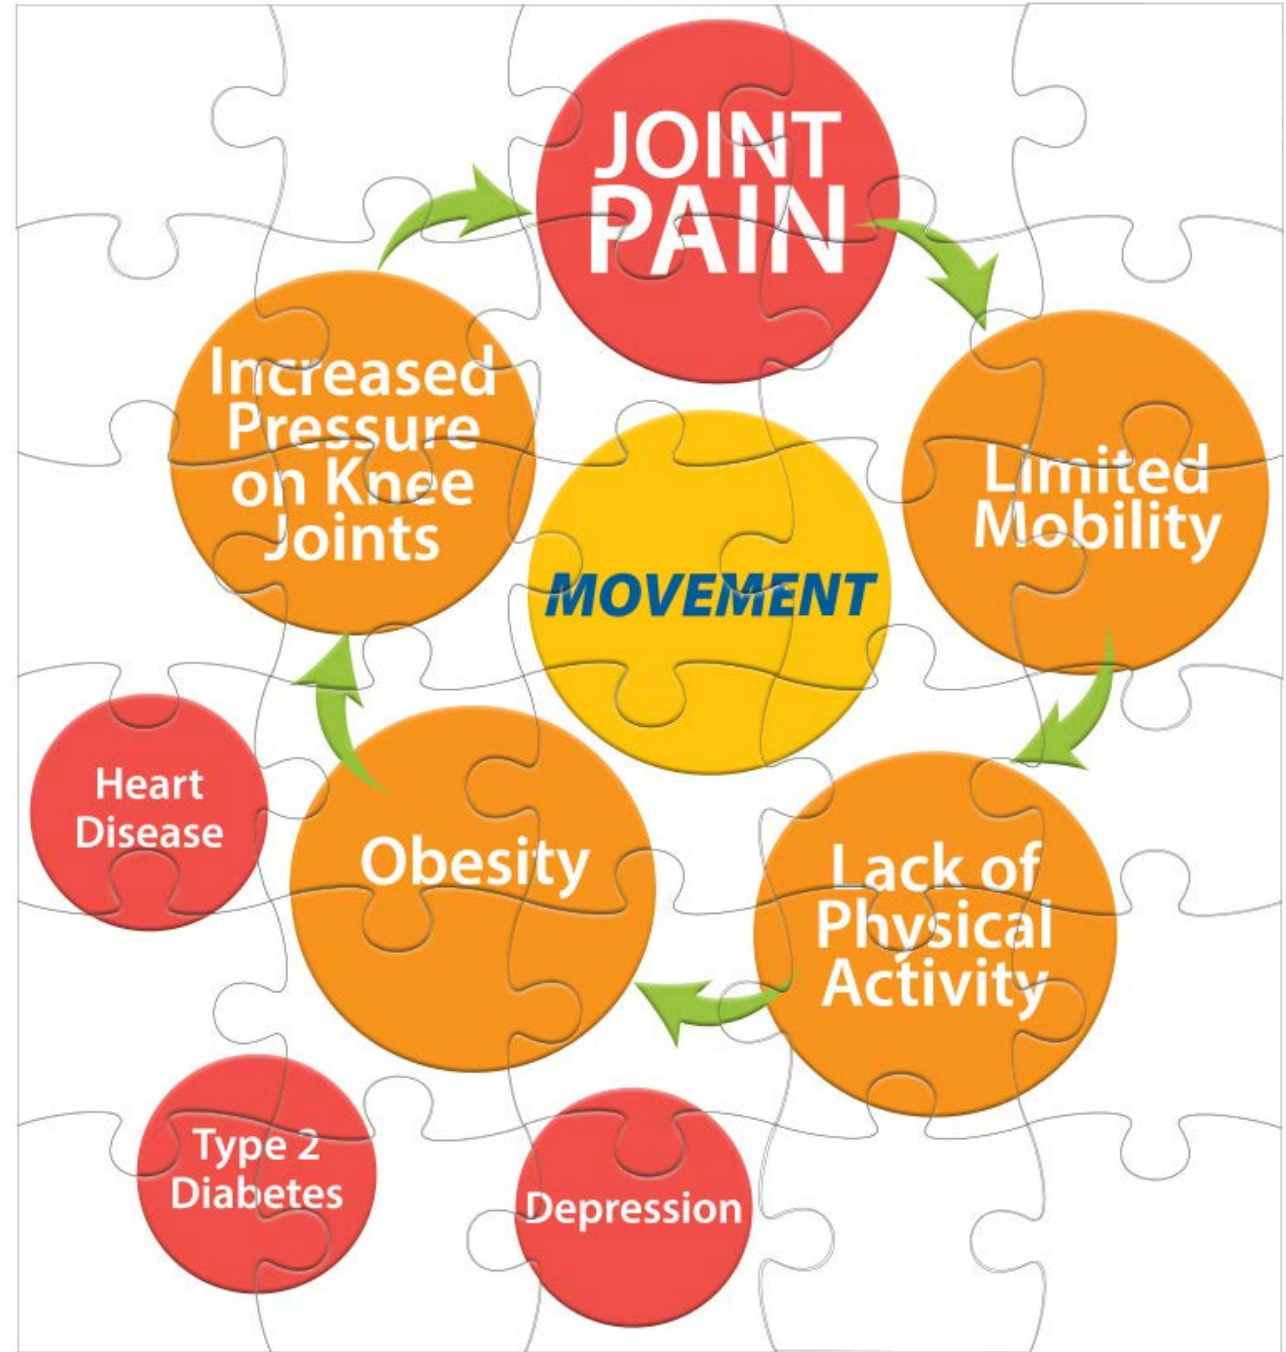 JOINT
PAIN
Increased
Pressure
on Knee
Joints
Limited
Mobility
MOVEMENT
Heart
Disease
Obesity
Lack of
Physical
Activity
Type 2
Diabetes
Depression